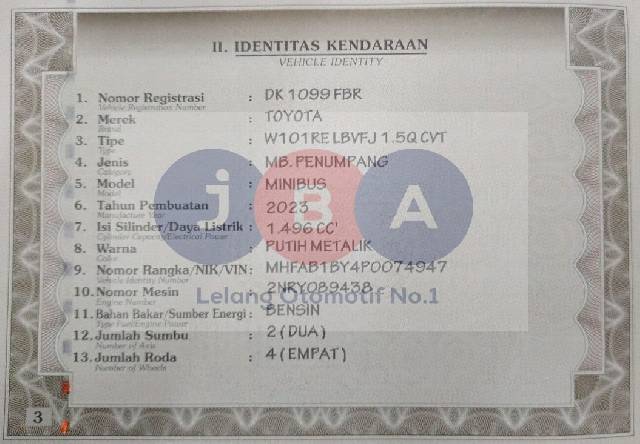 II. IDENTITAS KENDARAAN
VEHICLE IDENTITY
1. Nomor Registrasi : DK 1099 FBR
Vehicle Registration Number
2. Merek : TOYOTA
Brand
3. Tipe : W101RE LBVFJ 1.5Q CVT
Type
4. Jenis : MB. PENUMPANG
Category
5. Model : MINIBUS
Model
6. Tahun Pembuatan : 2023
Manufacture Year
7. Isi Silinder/Daya Listrik : 1.496 CC
Cylinder Capacity/Electrical Power
8. Warna : PUTIH METALIK
Color
9. Nomor Rangka/NIK/VIN : MHFAB1BY4P0074947
Vehicle Identity Number
10. Nomor Mesin : 2NRY089438
Engine Number
11. Bahan Bakar/Sumber Energi : BENSIN
12. Jumlah Sumbu : 2 (DUA)
Number of Axis
13. Jumlah Roda : 4 (EMPAT)
Number of Wheels
jBA
Lelang Otomotif No.1
3